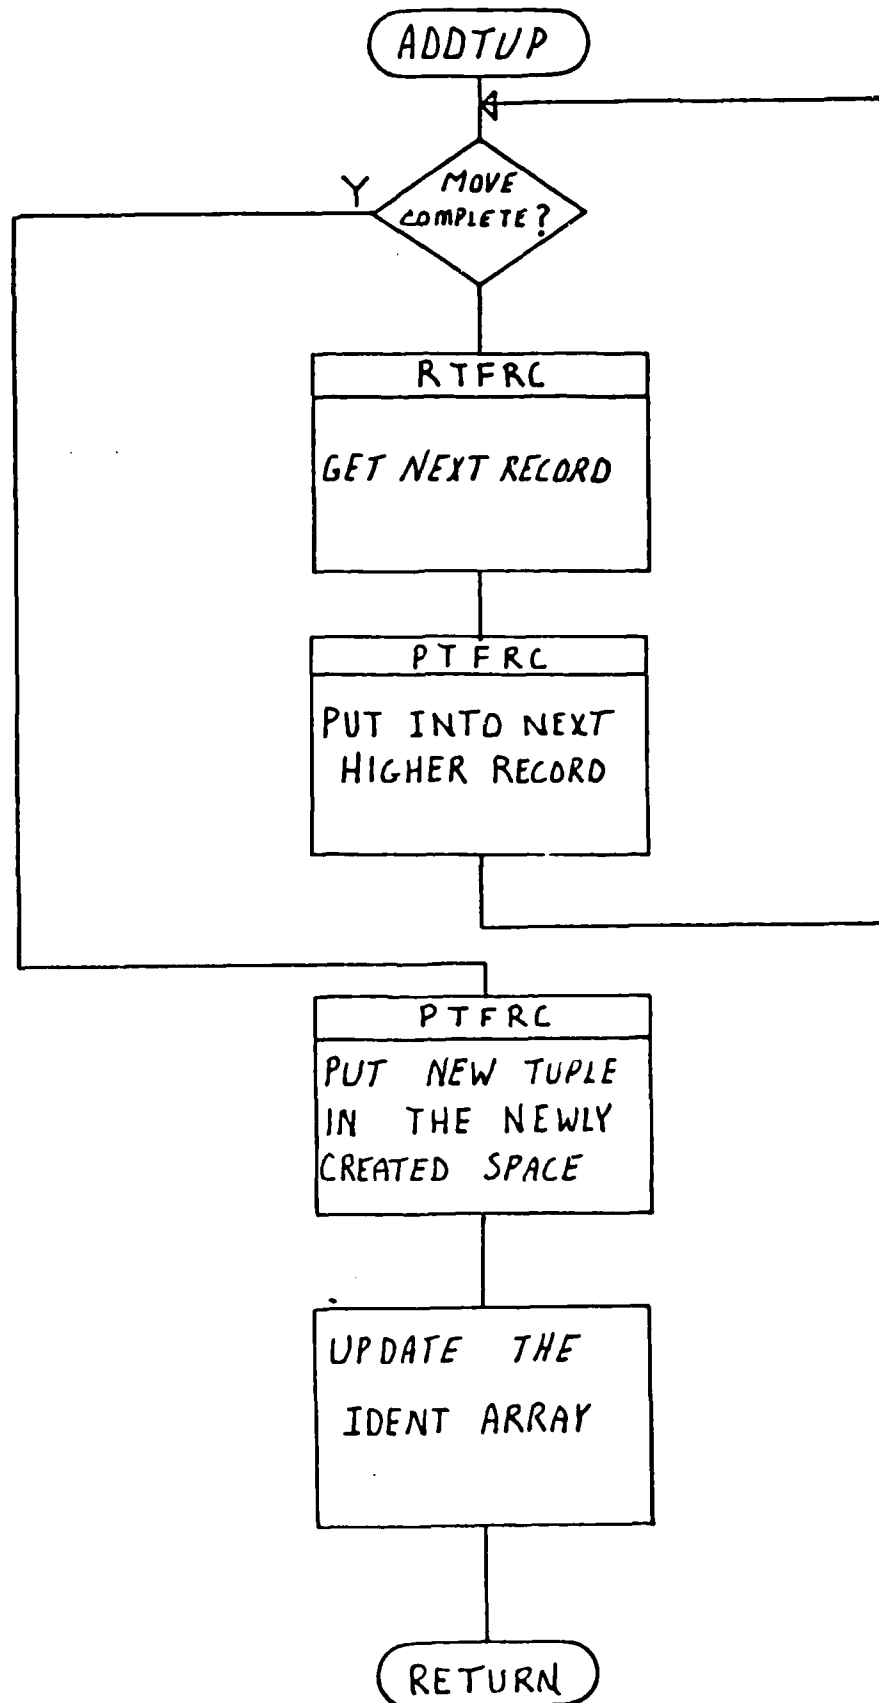 ADDTUP
Y
MOVE
COMPLETE?
RTFRC
GET NEXT RECORD
PTFRC
PUT INTO NEXT
HIGHER RECORD
PTFRC
PUT NEW TUPLE
IN THE NEWLY
CREATED SPACE
UPDATE THE
IDENT ARRAY
RETURN